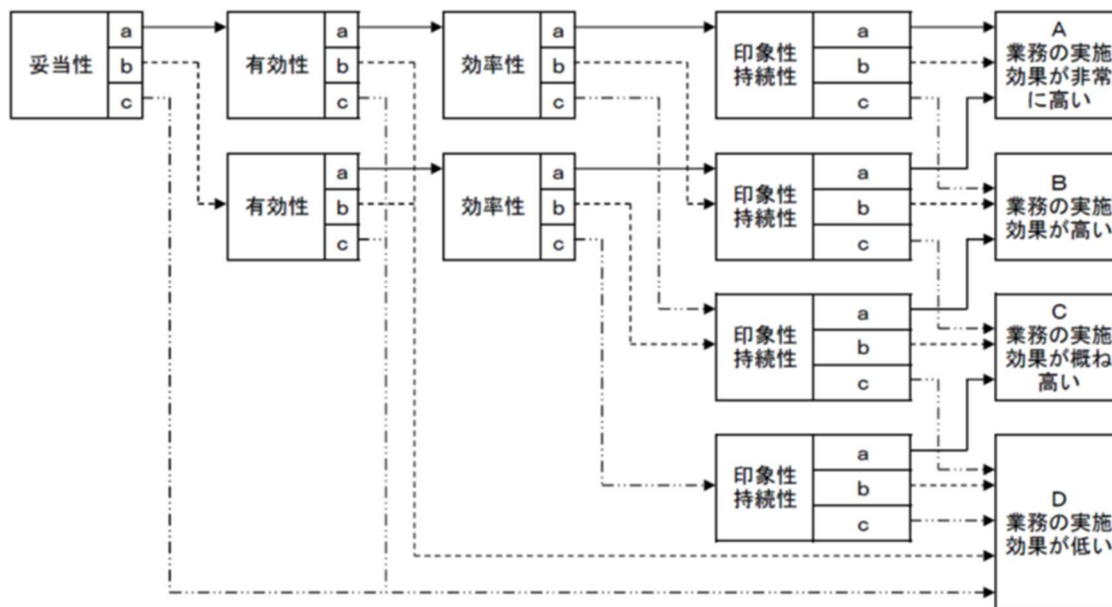 妥当性
a
b
c
有効性
a
b
c
効率性
a
b
c
印象性
持続性
a
b
c
A
業務の実施
効果が非常
に高い
有効性
a
b
c
効率性
a
b
c
印象性
持続性
a
b
c
B
業務の実施
効果が高い
印象性
持続性
a
b
c
C
業務の実施
効果が概ね
高い
印象性
持続性
a
b
c
D
業務の実施
効果が低い